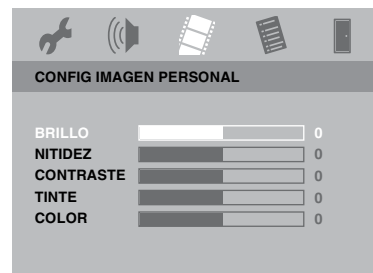 CONFIG IMAGEN PERSONAL
BRILLO 0
NITIDEZ 0
CONTRASTE 0
TINTE 0
COLOR 0